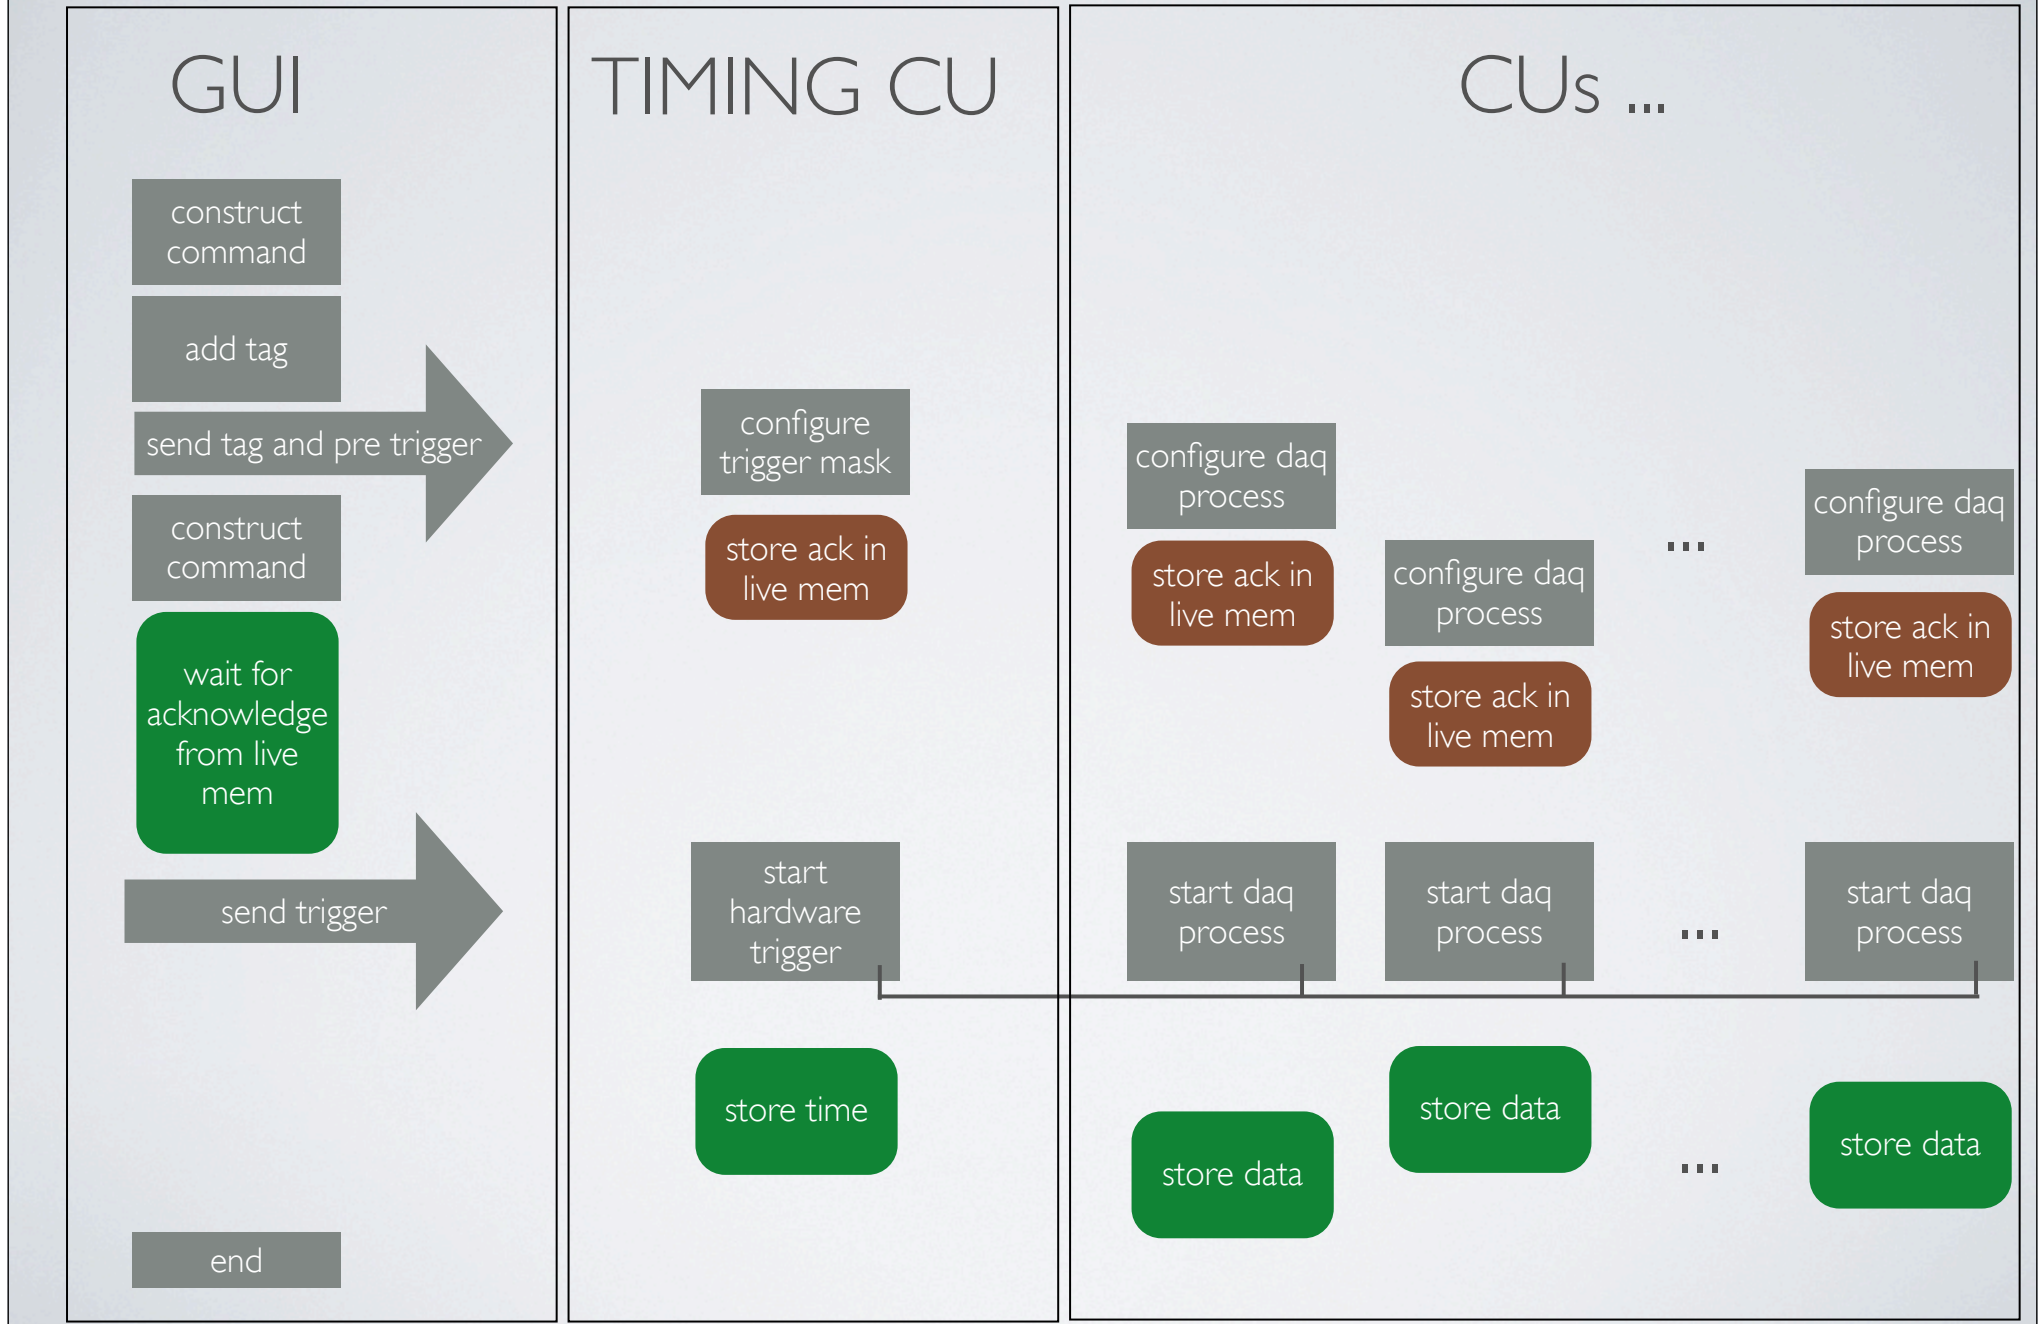 GUI
construct
command
add tag
send tag and pre trigger
construct
command
wait for
acknowledge
from live
mem
send trigger
end
TIMING CU
configure
trigger mask
store ack in
live mem
start
hardware
trigger
store time
CUs ...
configure daq
process
store ack in
live mem
configure daq
process
store ack in
live mem
...
configure daq
process
store ack in
live mem
start daq
process
start daq
process
...
start daq
process
store data
store data
...
store data